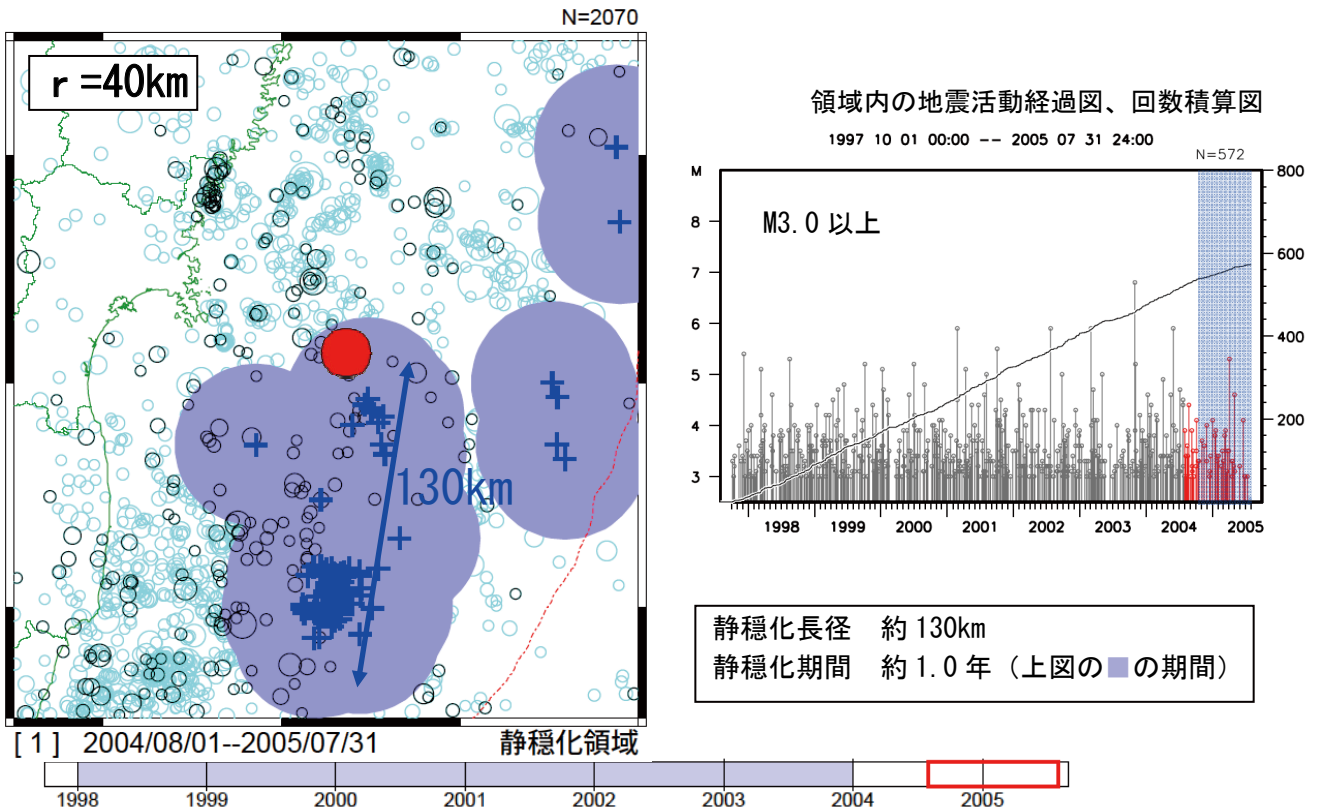 N=2070
r=40km
130km
[1] 2004/08/01--2005/07/31 静穏化領域
1998 1999 2000 2001 2002 2003 2004 2005
領域内の地震活動経過図、回数積算図
1997 10 01 00:00 -- 2005 07 31 24:00
N=572
M
800
M3.0 以上
8
7
600
6
400
5
4
200
3
1998 1999 2000 2001 2002 2003 2004 2005
静穏化長径 約130km
静穏化期間 約1.0年（上図の■の期間）